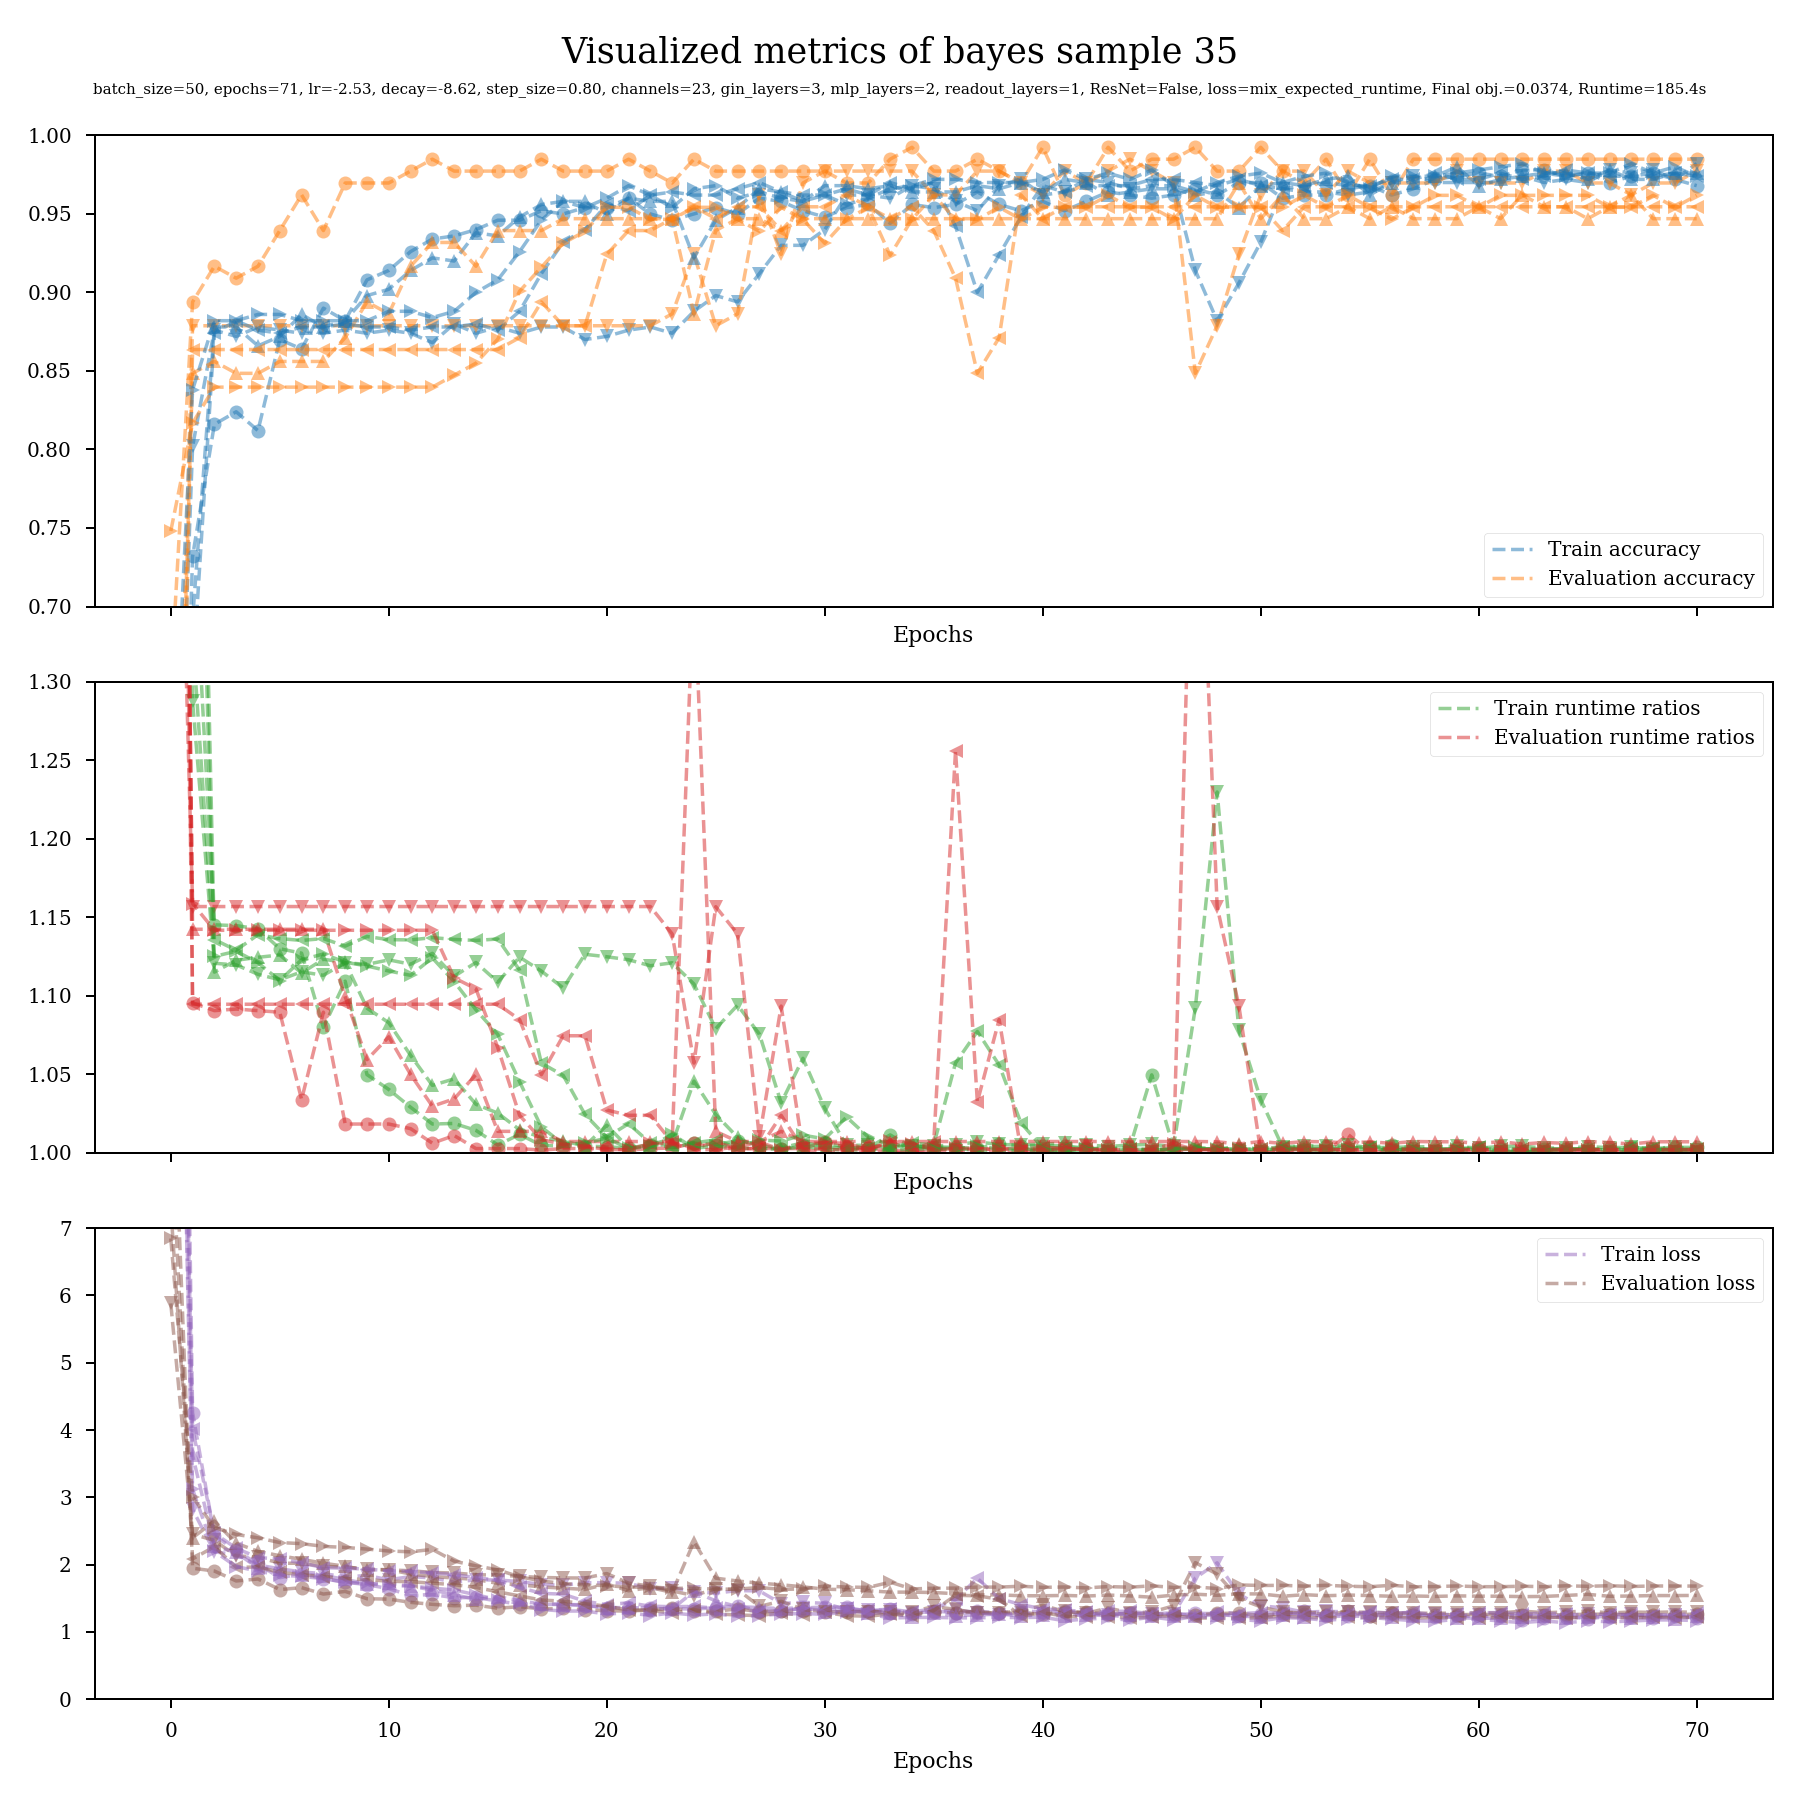 Visualized metrics of bayes sample 35
batch_size=50, epochs=71, lr=-2.53, decay=-8.62, step_size=0.80, channels=23, gin_layers=3, mlp_layers=2, readout_layers=1, ResNet=False, loss=mix_expected_runtime, Final obj.=0.0374, Runtime=185.4s
1.00
0.95
0.90
0.85
0.80
0.75
0.70
Train accuracy
Evaluation accuracy
Epochs
1.30
1.25
1.20
1.15
1.10
1.05
1.00
Train runtime ratios
Evaluation runtime ratios
Epochs
7
6
5
4
3
2
1
0
Train loss
Evaluation loss
0 10 20 30 40 50 60 70
Epochs